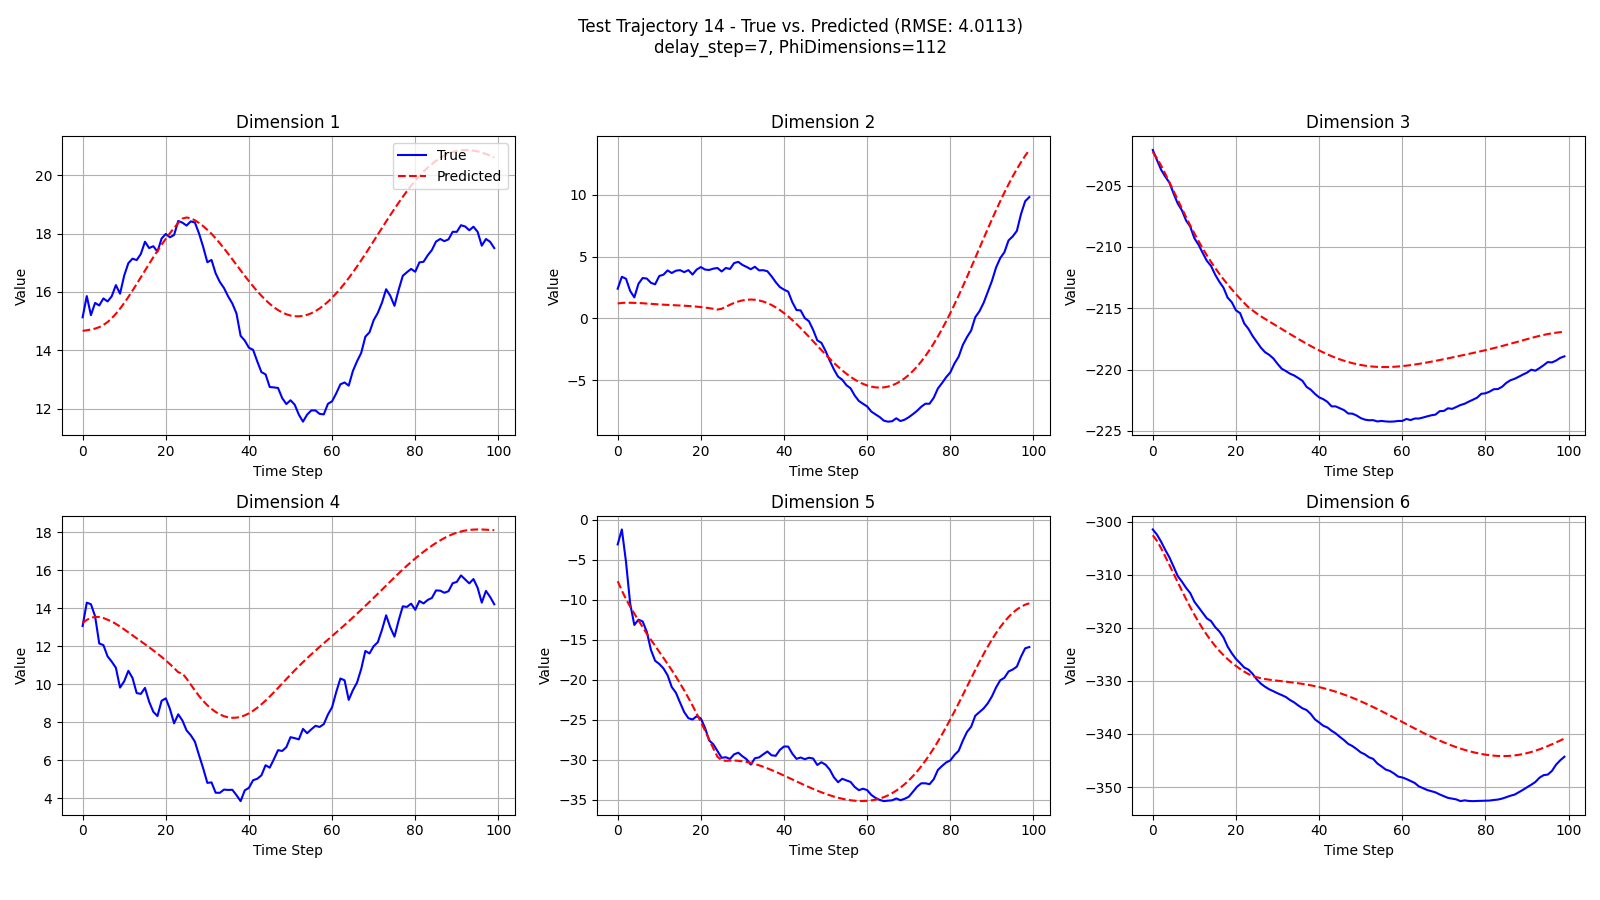 Test Trajectory 14 - True vs. Predicted (RMSE: 4.0113)
delay_step=7, PhiDimensions=112
Dimension 1
True
Predicted
20
18
16
14
12
Value
0 20 40 60 80 100
Time Step
Dimension 2
10
5
0
−5
Value
0 20 40 60 80 100
Time Step
Dimension 3
−205
−210
−215
−220
−225
Value
0 20 40 60 80 100
Time Step
Dimension 4
18
16
14
12
10
8
6
4
Value
0 20 40 60 80 100
Time Step
Dimension 5
0
−5
−10
−15
−20
−25
−30
−35
Value
0 20 40 60 80 100
Time Step
Dimension 6
−300
−310
−320
−330
−340
−350
Value
0 20 40 60 80 100
Time Step